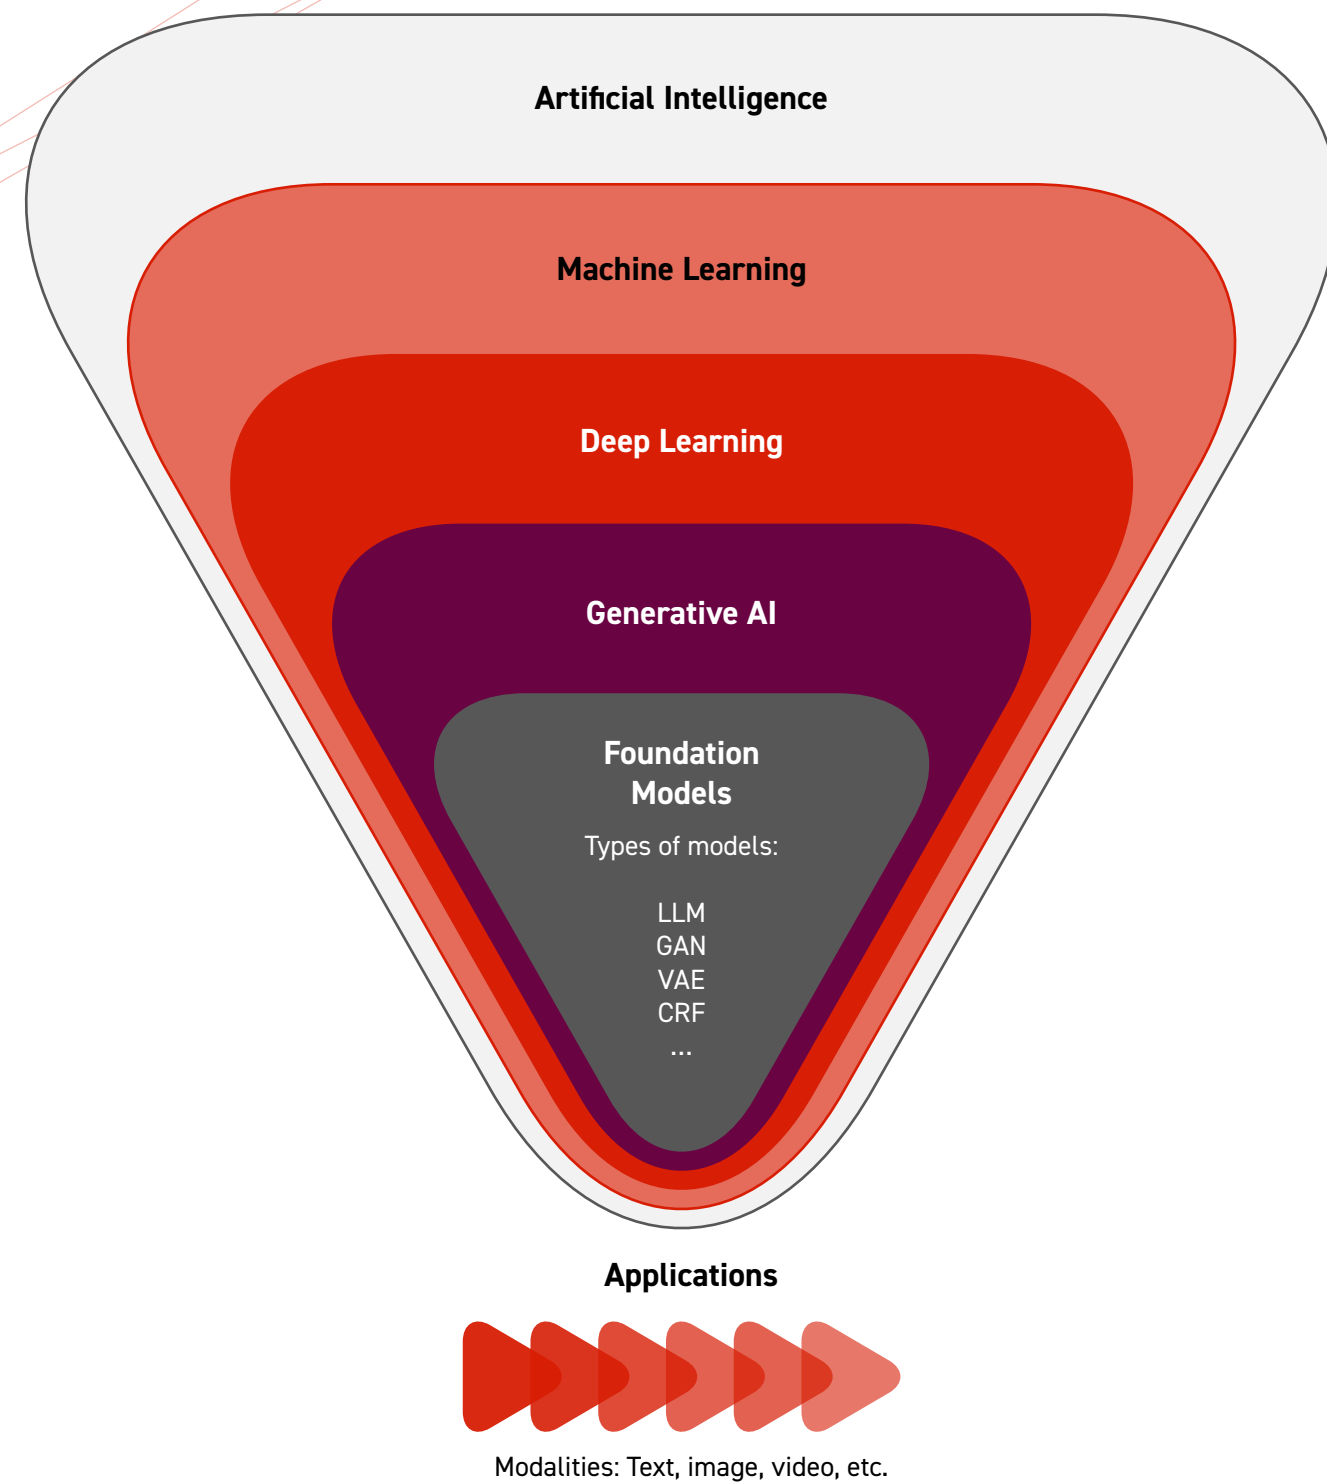 Artificial Intelligence
Machine Learning
Deep Learning
Generative AI
Foundation
Models
Types of models:
LLM
GAN
VAE
CRF
...
Applications
Modalities: Text, image, video, etc.